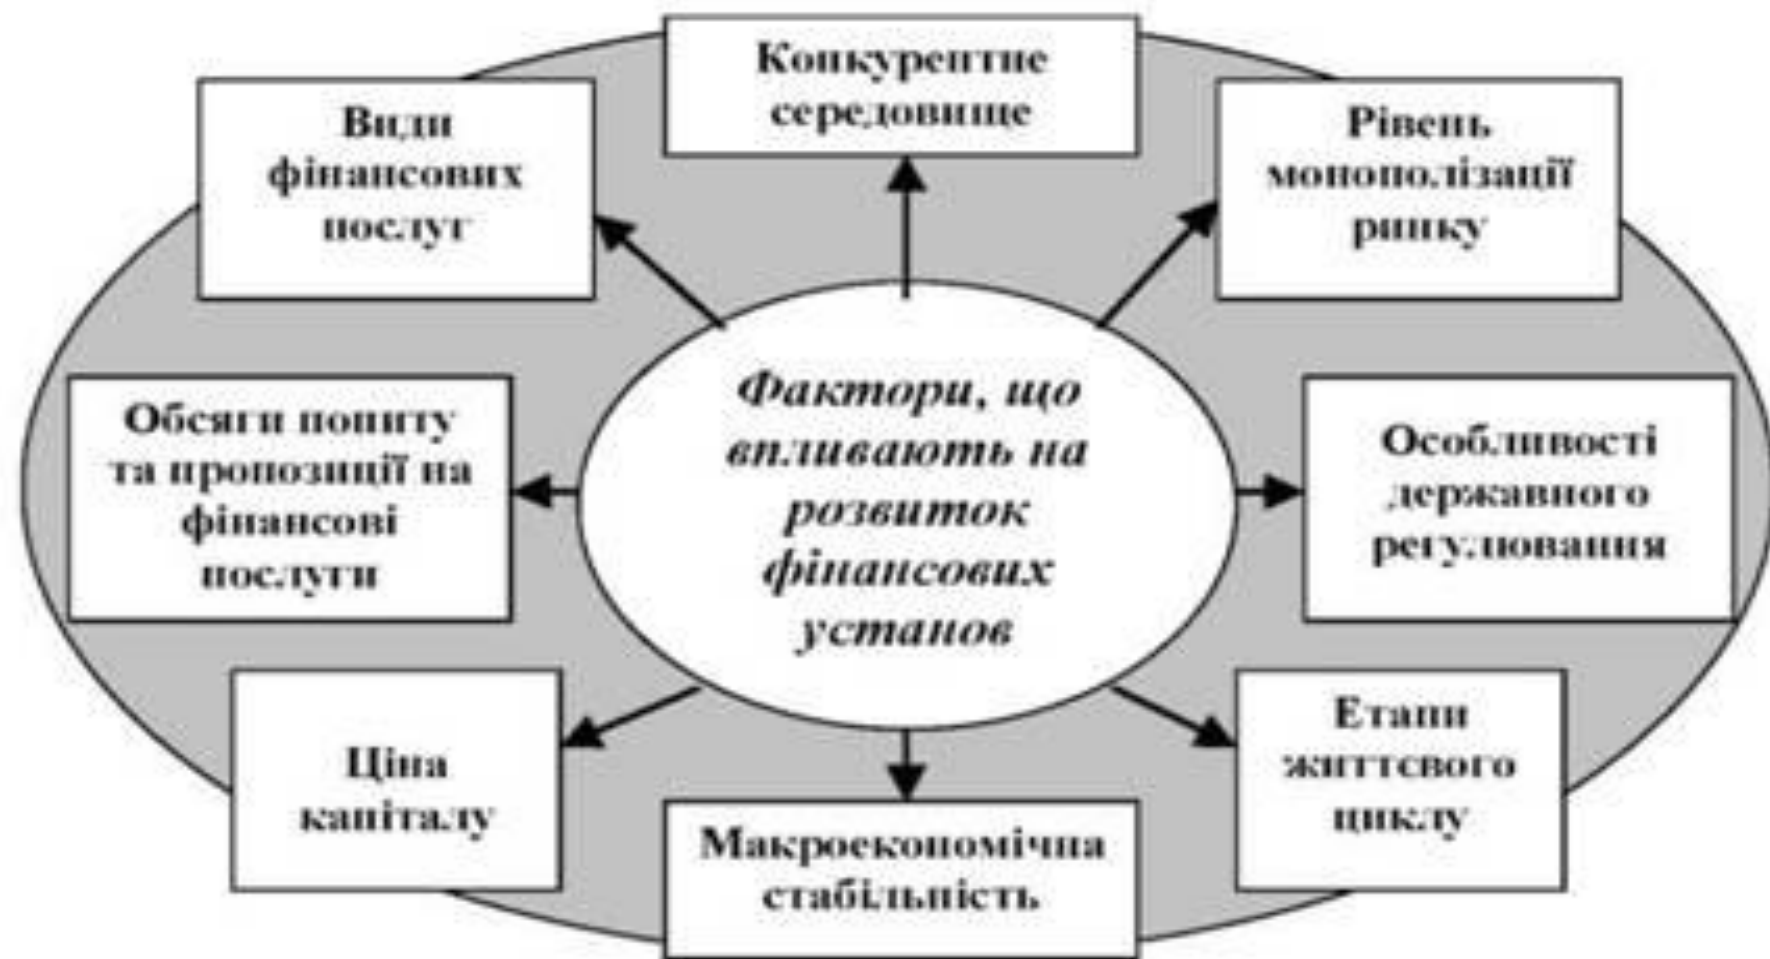 Конкурентне
середовище
Види
фінансових
послуг
Рівень
монополізації
ринку
Фактори, що
впливають на
розвиток
фінансових
установ
Обсяги попиту
та пропозиції на
фінансові
послуги
Особливості
державного
регулювання
Ціна
капіталу
Макроекономічна
стабільність
Етапи
життєвого
циклу